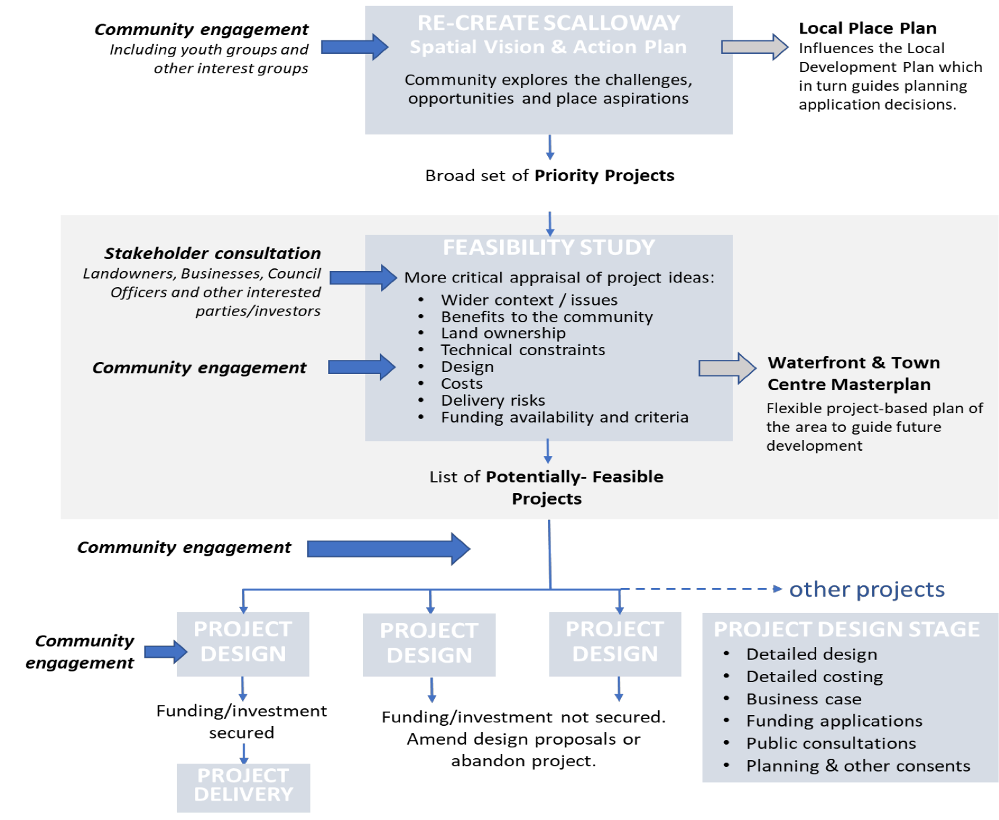 Community engagement
Including youth groups and
other interest groups
RE-CREATE SCALLOWAY
Spatial Vision & Action Plan
Community explores the challenges,
opportunities and place aspirations
Local Place Plan
Influences the Local
Development Plan which
in turn guides planning
application decisions.
Broad set of Priority Projects
Stakeholder consultation
Landowners, Businesses, Council
Officers and other interested
parties/investors
Community engagement
FEASIBILITY STUDY
More critical appraisal of project ideas:
• Wider context / issues
• Benefits to the community
• Land ownership
• Technical constraints
• Design
• Costs
• Delivery risks
• Funding availability and criteria
Waterfront & Town
Centre Masterplan
Flexible project-based plan of
the area to guide future
development
List of Potentially- Feasible
Projects
Community engagement
other projects
Community
engagement
PROJECT
DESIGN
PROJECT
DESIGN
PROJECT
DESIGN
Funding/investment
secured
PROJECT
DELIVERY
Funding/investment not secured.
Amend design proposals or
abandon project.
PROJECT DESIGN STAGE
• Detailed design
• Detailed costing
• Business case
• Funding applications
• Public consultations
• Planning & other consents